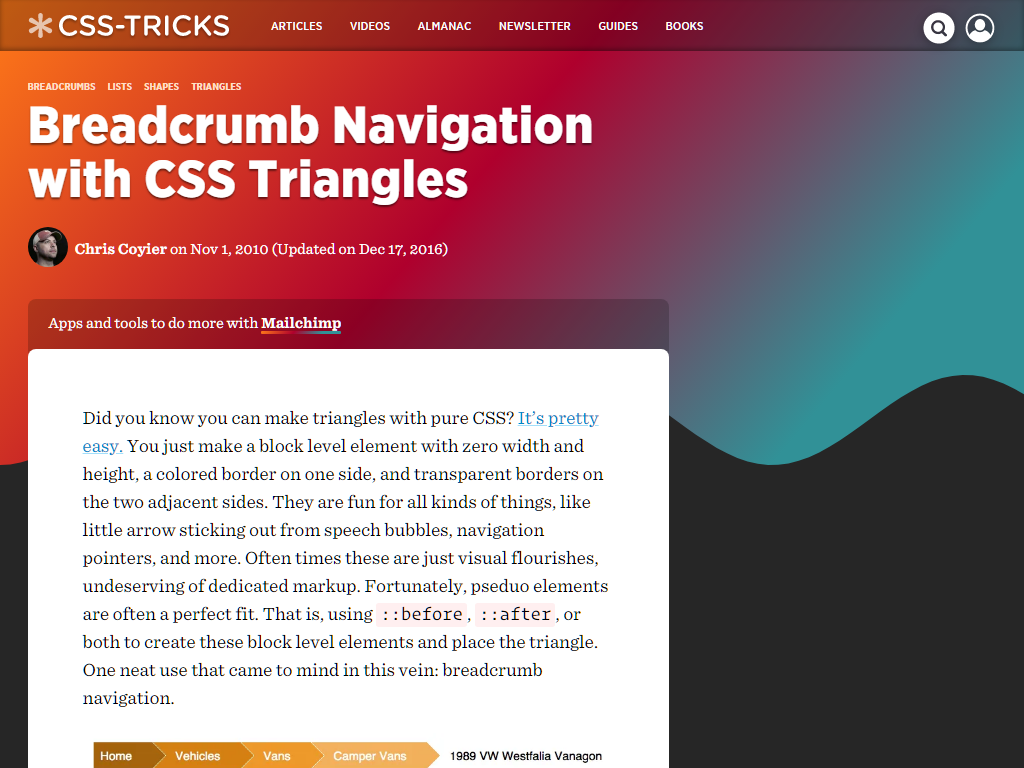 CSS-TRICKS ARTICLES VIDEOS ALMANAC NEWSLETTER GUIDES BOOKS
BREADCRUMBS LISTS SHAPES TRIANGLES
Breadcrumb Navigation
with CSS Triangles
Chris Coyier on Nov 1, 2010 (Updated on Dec 17, 2016)
Apps and tools to do more with Mailchimp
Did you know you can make triangles with pure CSS? It's pretty
easy. You just make a block level element with zero width and
height, a colored border on one side, and transparent borders on
the two adjacent sides. They are fun for all kinds of things, like
little arrow sticking out from speech bubbles, navigation
pointers, and more. Often times these are just visual flourishes,
undeserving of dedicated markup. Fortunately, pseduo elements
are often a perfect fit. That is, using ::before, ::after, or
both to create these block level elements and place the triangle.
One neat use that came to mind in this vein: breadcrumb
navigation.
Home Vehicles Vans Camper Vans 1989 VW Westfalia Vanagon